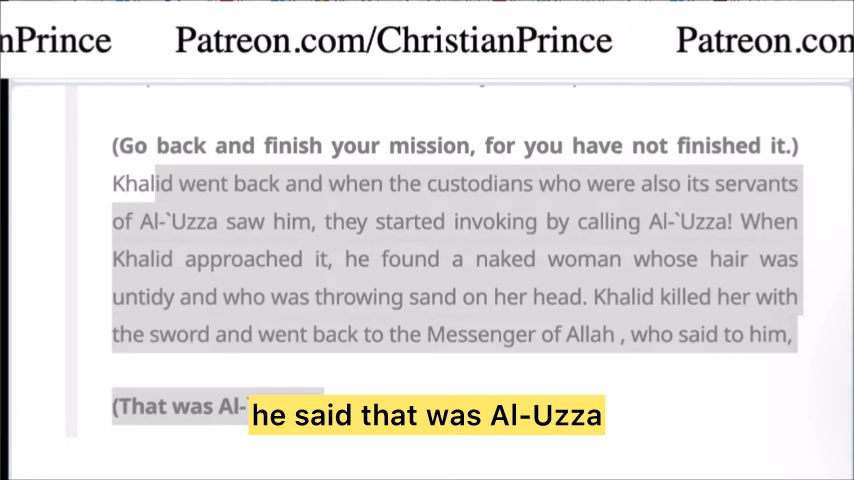 nPrince Patreon.com/ChristianPrince Patreon.con
(Go back and finish your mission, for you have not finished it.)
Khalid went back and when the custodians who were also its servants
of Al-`Uzza saw him, they started invoking by calling Al-`Uzza! When
Khalid approached it, he found a naked woman whose hair was
untidy and who was throwing sand on her head. Khalid killed her with
the sword and went back to the Messenger of Allah , who said to him,
(That was Al-`
he said that was Al-Uzza